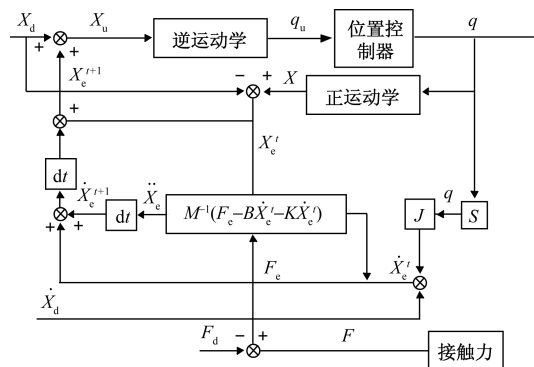 X_d
X_u
逆运动学
q_u
位置控
制器
q
+
+
X_e^{t+1}
−
+
X
正运动学
+
X_e^t
dt
Ẋ_e^{t+1}
dt
Ẍ_e
M⁻¹(F_e−BẊ_e^t−KẊ_e^t)
q
J
S
+
+
F_e
Ẋ_e^t
Ẋ_d
F_d
−
+
F
接触力